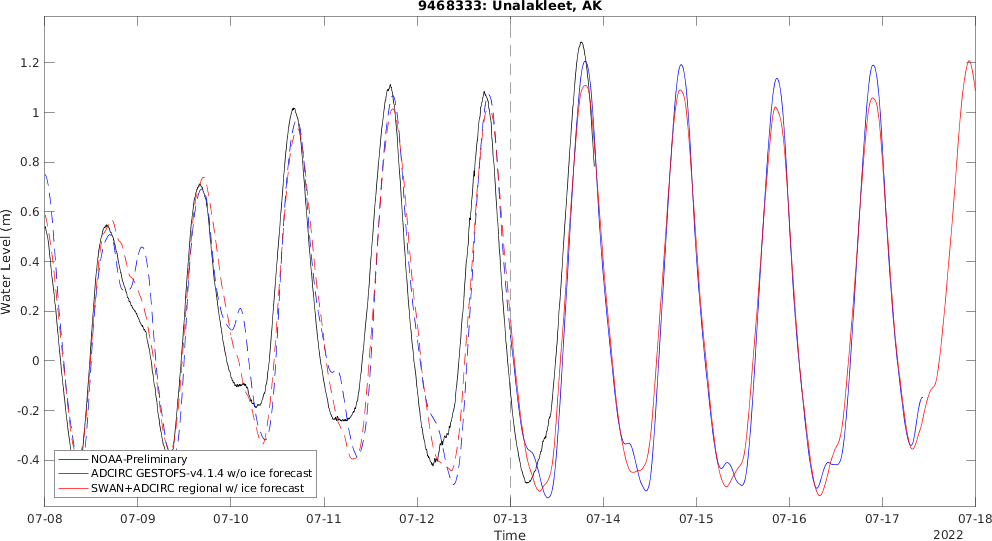 9468333: Unalakleet, AK
Water Level (m)
1.2
1
0.8
0.6
0.4
0.2
0
-0.2
-0.4
NOAA-Preliminary
ADCIRC GESTOFS-v4.1.4 w/o ice forecast
SWAN+ADCIRC regional w/ ice forecast
07-08 07-09 07-10 07-11 07-12 07-13 07-14 07-15 07-16 07-17 07-18
Time
2022